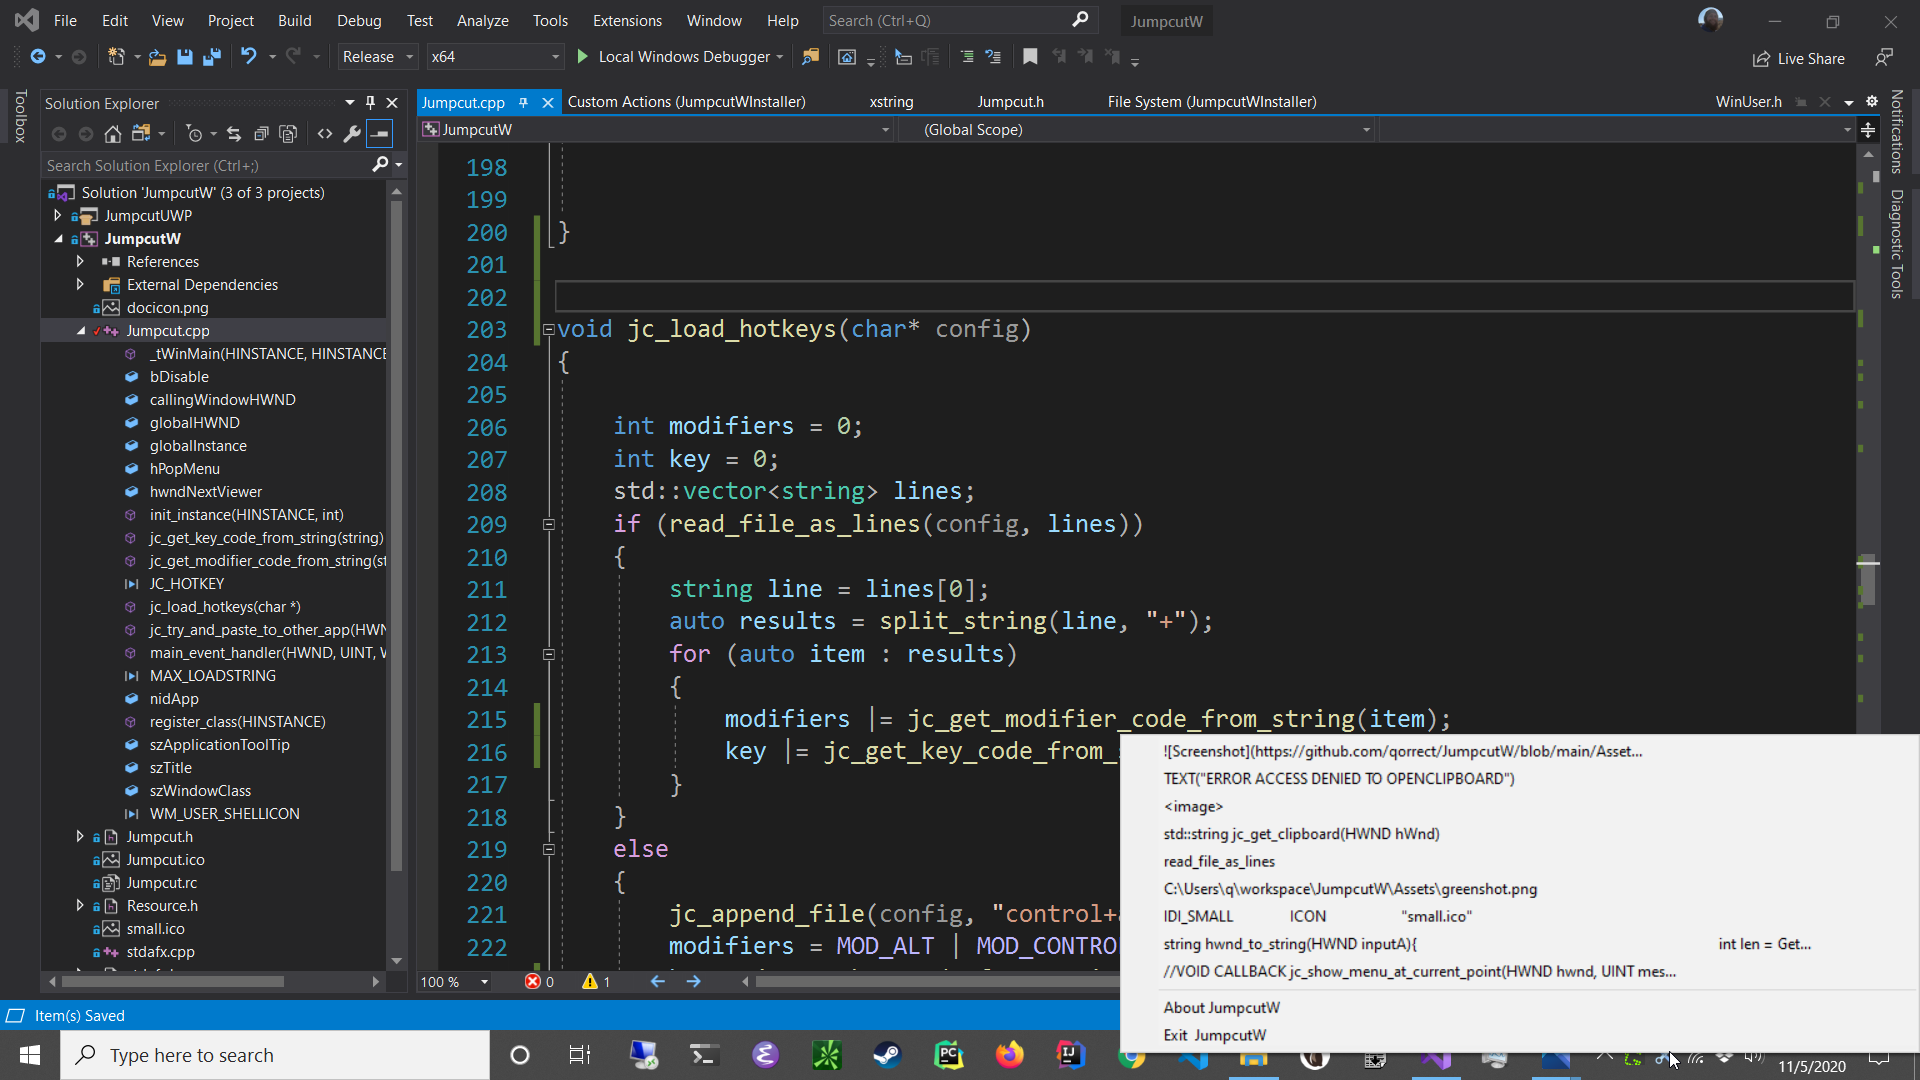 File Edit View Project Build Debug Test Analyze Tools Extensions Window Help Search (Ctrl+Q) JumpcutW
Release x64 Local Windows Debugger Live Share
Toolbox
Solution Explorer
Search Solution Explorer (Ctrl+;)
Solution 'JumpcutW' (3 of 3 projects)
JumpcutUWP
JumpcutW
References
External Dependencies
docicon.png
Jumpcut.cpp
_tWinMain(HINSTANCE, HINSTANCE
bDisable
callingWindowHWND
globalHWND
globalInstance
hPopMenu
hwndNextViewer
init_instance(HINSTANCE, int)
jc_get_key_code_from_string(string)
jc_get_modifier_code_from_string(st
JC_HOTKEY
jc_load_hotkeys(char *)
jc_try_and_paste_to_other_app(HWN
main_event_handler(HWND, UINT, W
MAX_LOADSTRING
nidApp
register_class(HINSTANCE)
szApplicationToolTip
szTitle
szWindowClass
WM_USER_SHELLICON
Jumpcut.h
Jumpcut.ico
Jumpcut.rc
Resource.h
small.ico
stdafx.cpp
Jumpcut.cpp Custom Actions (JumpcutWInstaller) xstring Jumpcut.h File System (JumpcutWInstaller) WinUser.h
JumpcutW (Global Scope)
198
199
200 }
201
202
203 void jc_load_hotkeys(char* config)
204 {
205
206 int modifiers = 0;
207 int key = 0;
208 std::vector<string> lines;
209 if (read_file_as_lines(config, lines))
210 {
211 string line = lines[0];
212 auto results = split_string(line, "+");
213 for (auto item : results)
214 {
215 modifiers |= jc_get_modifier_code_from_string(item);
216 key |= jc_get_key_code_from_
217 }
218 }
219 else
220 {
221 jc_append_file(config, "control+
222 modifiers = MOD_ALT | MOD_CONTRO
100 % 0 1
Notifications
Diagnostic Tools
![Screenshot](https://github.com/qorrect/JumpcutW/blob/main/Asset...
TEXT("ERROR ACCESS DENIED TO OPENCLIPBOARD")
<image>
std::string jc_get_clipboard(HWND hWnd)
read_file_as_lines
C:\Users\q\workspace\JumpcutW\Assets\greenshot.png
IDI_SMALL ICON "small.ico"
string hwnd_to_string(HWND inputA){ int len = Get...
//VOID CALLBACK jc_show_menu_at_current_point(HWND hwnd, UINT mes...
About JumpcutW
Exit JumpcutW
Item(s) Saved
Type here to search
11/5/2020